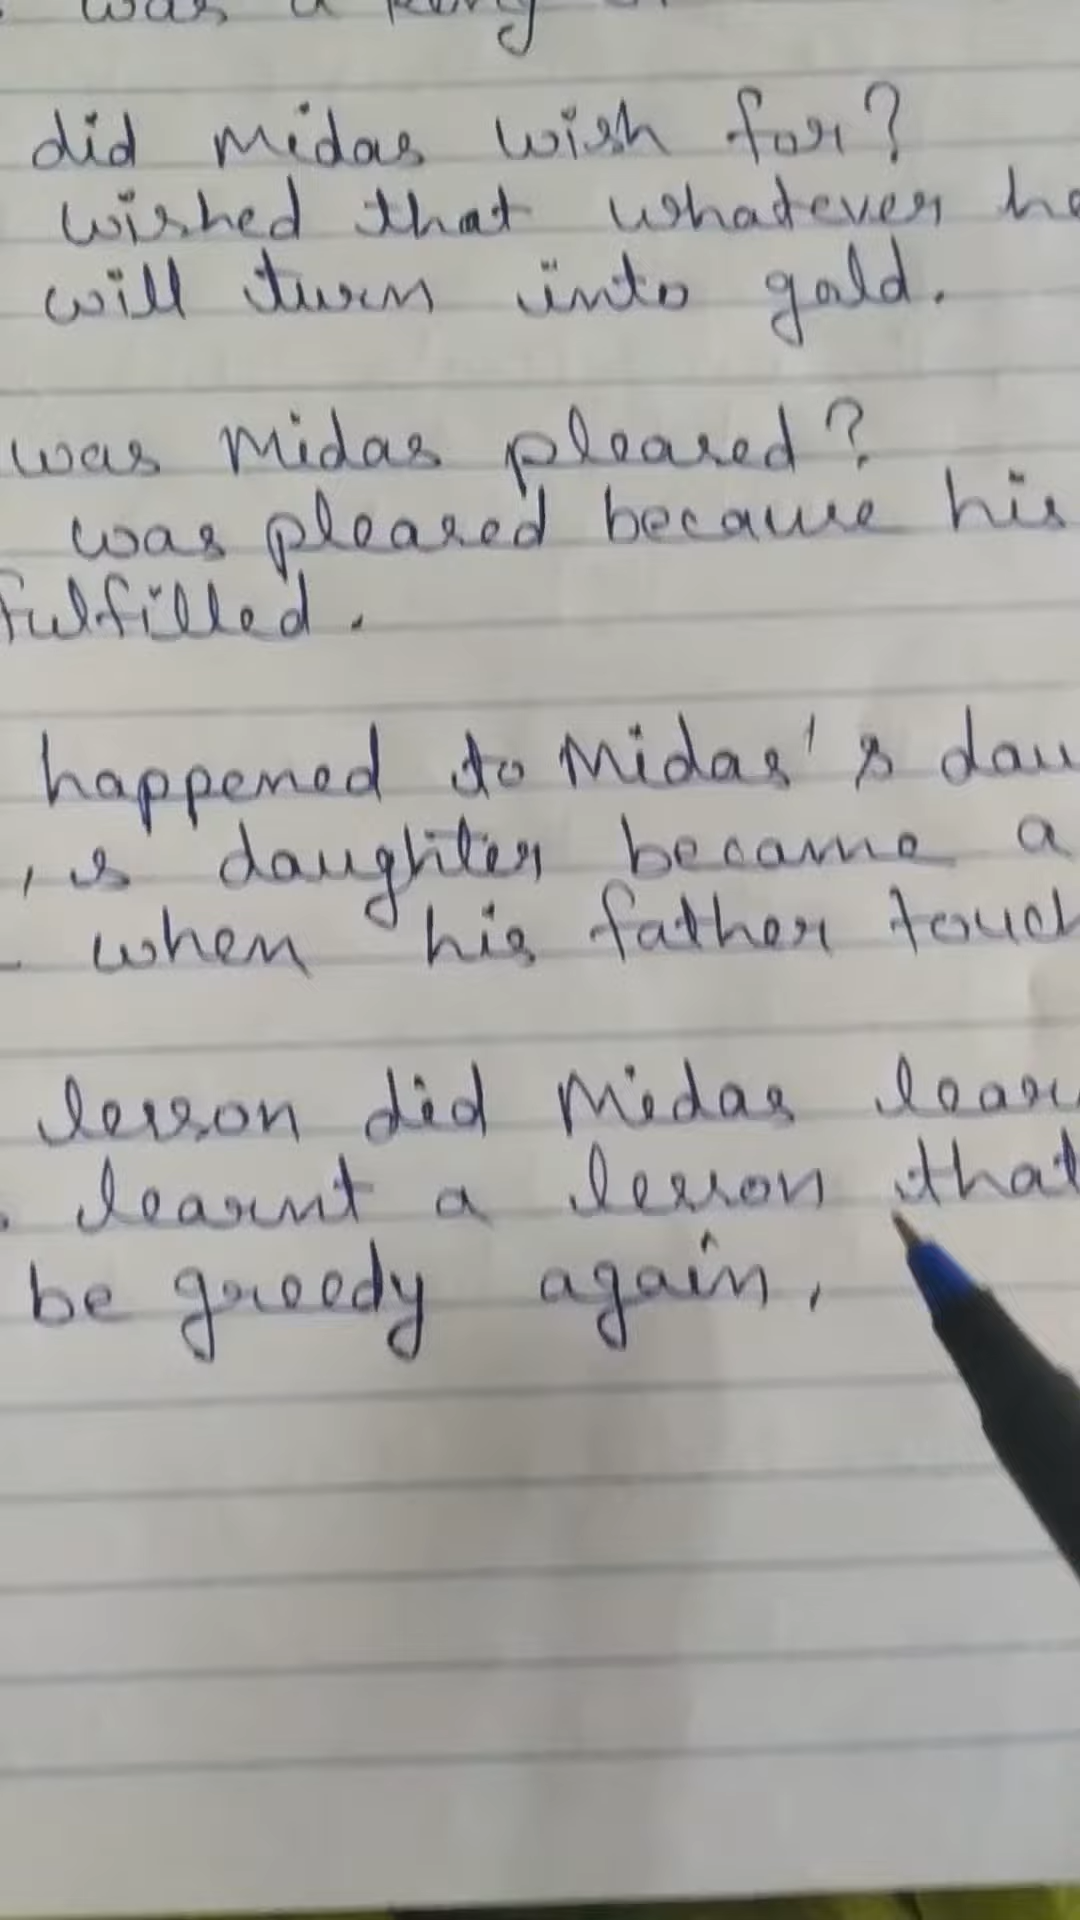 was a king
did Midas wish for?
wished that whatever he
will turn into gold.
was Midas pleased?
was pleased because his
fulfilled.
happened to Midas's dau
's daughter became a
when his father touch
lesson did Midas lear
learnt a lesson that
be greedy again.